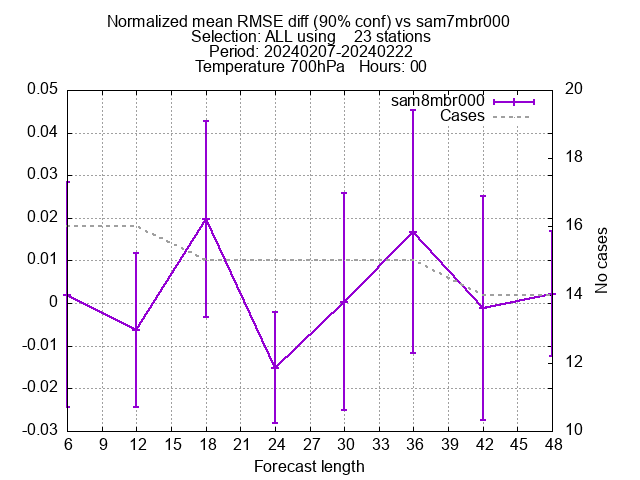 Normalized mean RMSE diff (90% conf) vs sam7mbr000
Selection: ALL using    23 stations
Period: 20240207-20240222
Temperature 700hPa   Hours: 00
sam8mbr000
Cases
0.05
0.04
0.03
0.02
0.01
0
-0.01
-0.02
-0.03
20
18
16
14
12
10
No cases
6 9 12 15 18 21 24 27 30 33 36 39 42 45 48
Forecast length